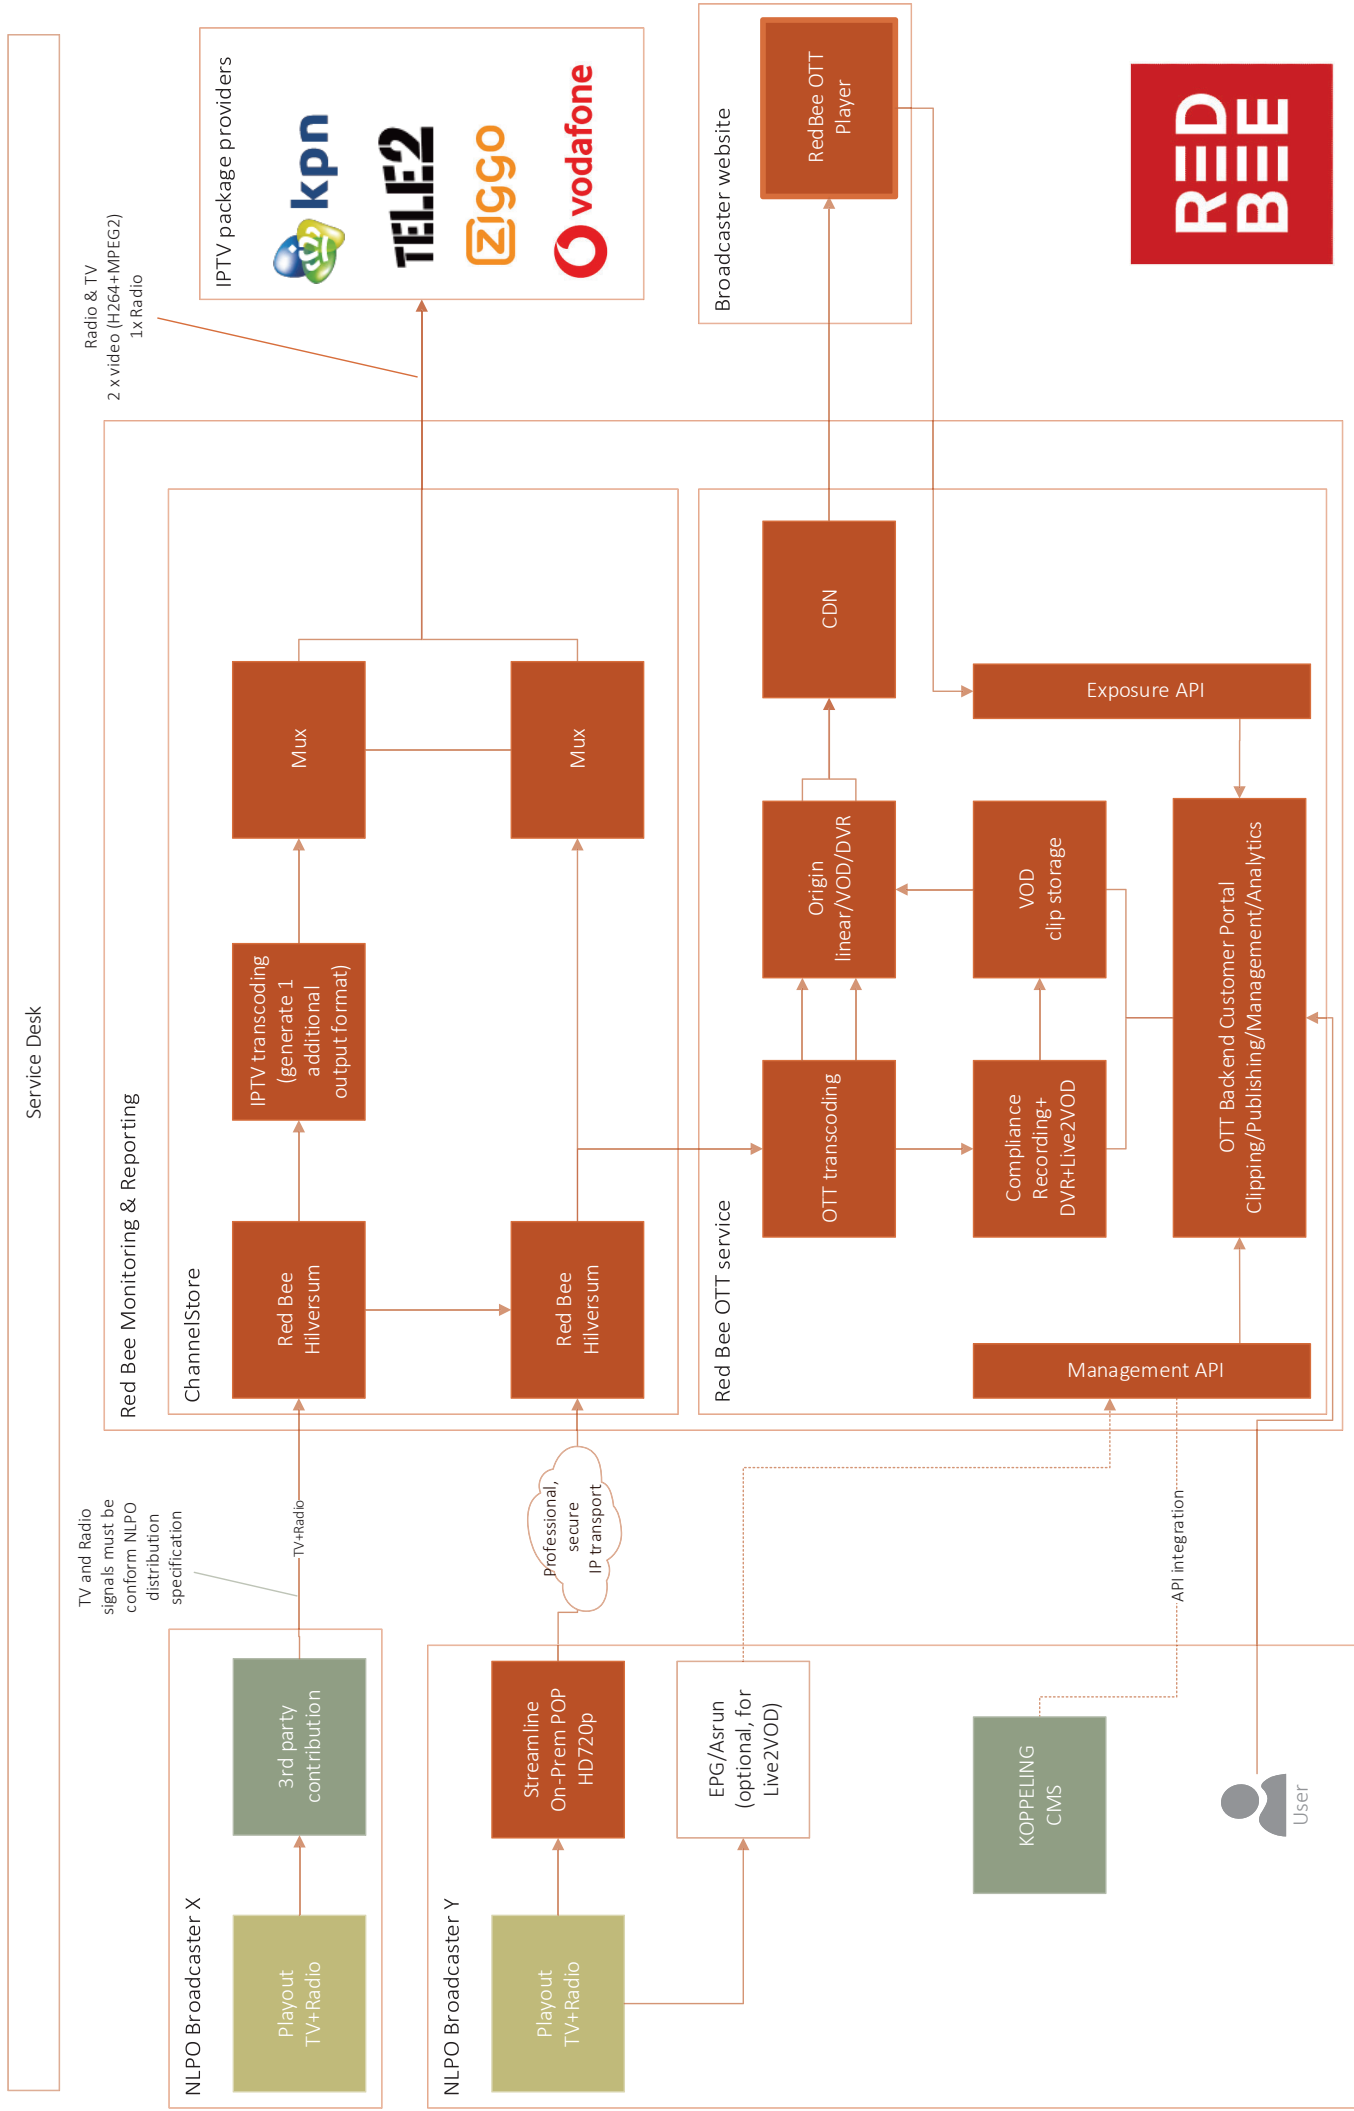 Service Desk
TV and Radio
signals must be
conform NLPO
distribution
specification
Radio & TV
2 x video (H264+MPEG2)
1x Radio
NLPO Broadcaster X
Playout
TV+Radio
3rd party
contribution
TV+Radio
Red Bee Monitoring & Reporting
ChannelStore
Red Bee
Hilversum
IPTV transcoding
(generate 1
additional
output format)
Mux
IPTV package providers
kpn
TELE2
ziggo
vodafone
NLPO Broadcaster Y
Playout
TV+Radio
Streamline
On-Prem POP
HD720p
Professional,
secure
IP transport
Red Bee
Hilversum
Mux
EPG/Asrun
(optional, for
Live2VOD)
Red Bee OTT service
OTT transcoding
Origin
linear/VOD/DVR
CDN
Broadcaster website
RedBee OTT
Player
KOPPELING
CMS
API integration
Management API
Compliance
Recording+
DVR+Live2VOD
VOD
clip storage
Exposure API
User
OTT Backend Customer Portal
Clipping/Publishing/Management/Analytics
RED
BEE